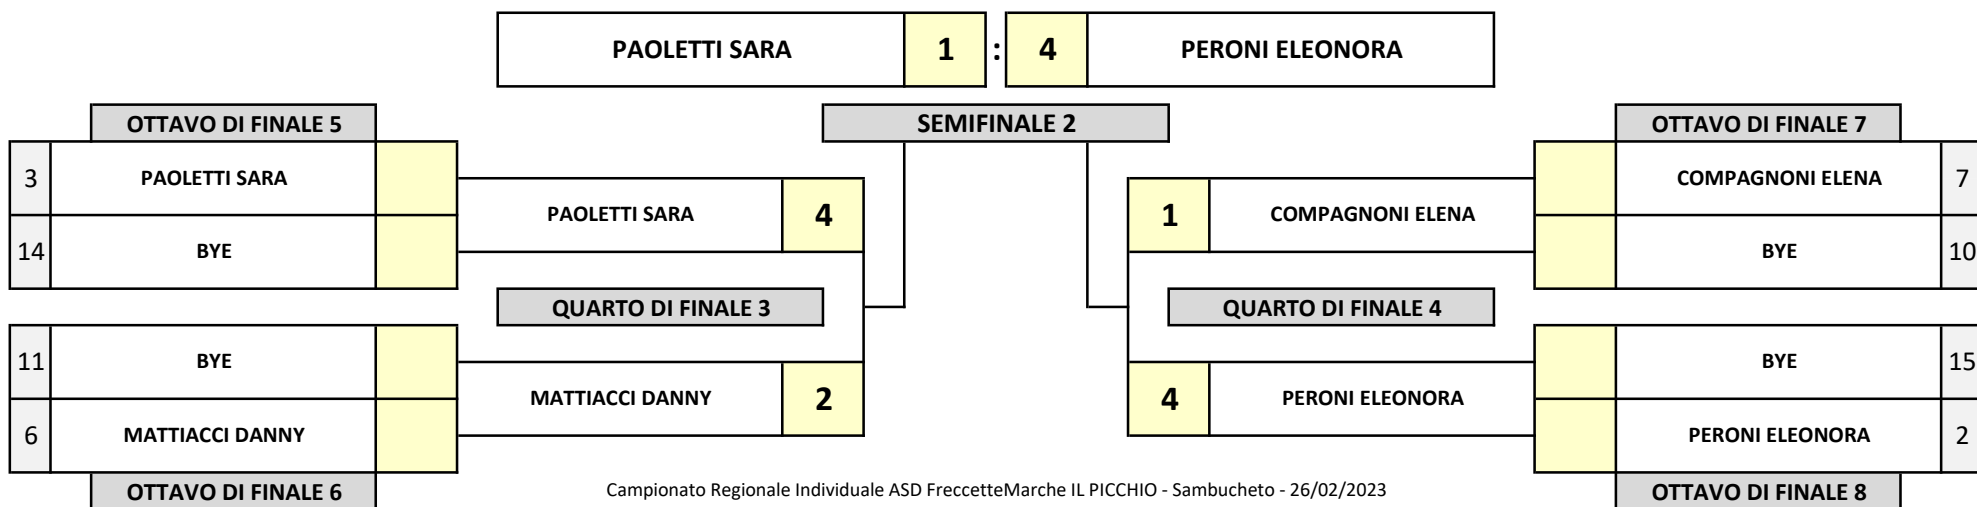 PAOLETTI SARA 1 : 4 PERONI ELEONORA
OTTAVO DI FINALE 5 SEMIFINALE 2 OTTAVO DI FINALE 7
3 PAOLETTI SARA COMPAGNONI ELENA 7
PAOLETTI SARA 4 1 COMPAGNONI ELENA
14 BYE BYE 10
QUARTO DI FINALE 3 QUARTO DI FINALE 4
11 BYE BYE 15
MATTIACCI DANNY 2 4 PERONI ELEONORA
6 MATTIACCI DANNY PERONI ELEONORA 2
OTTAVO DI FINALE 6 Campionato Regionale Individuale ASD FreccetteMarche IL PICCHIO - Sambucheto - 26/02/2023 OTTAVO DI FINALE 8